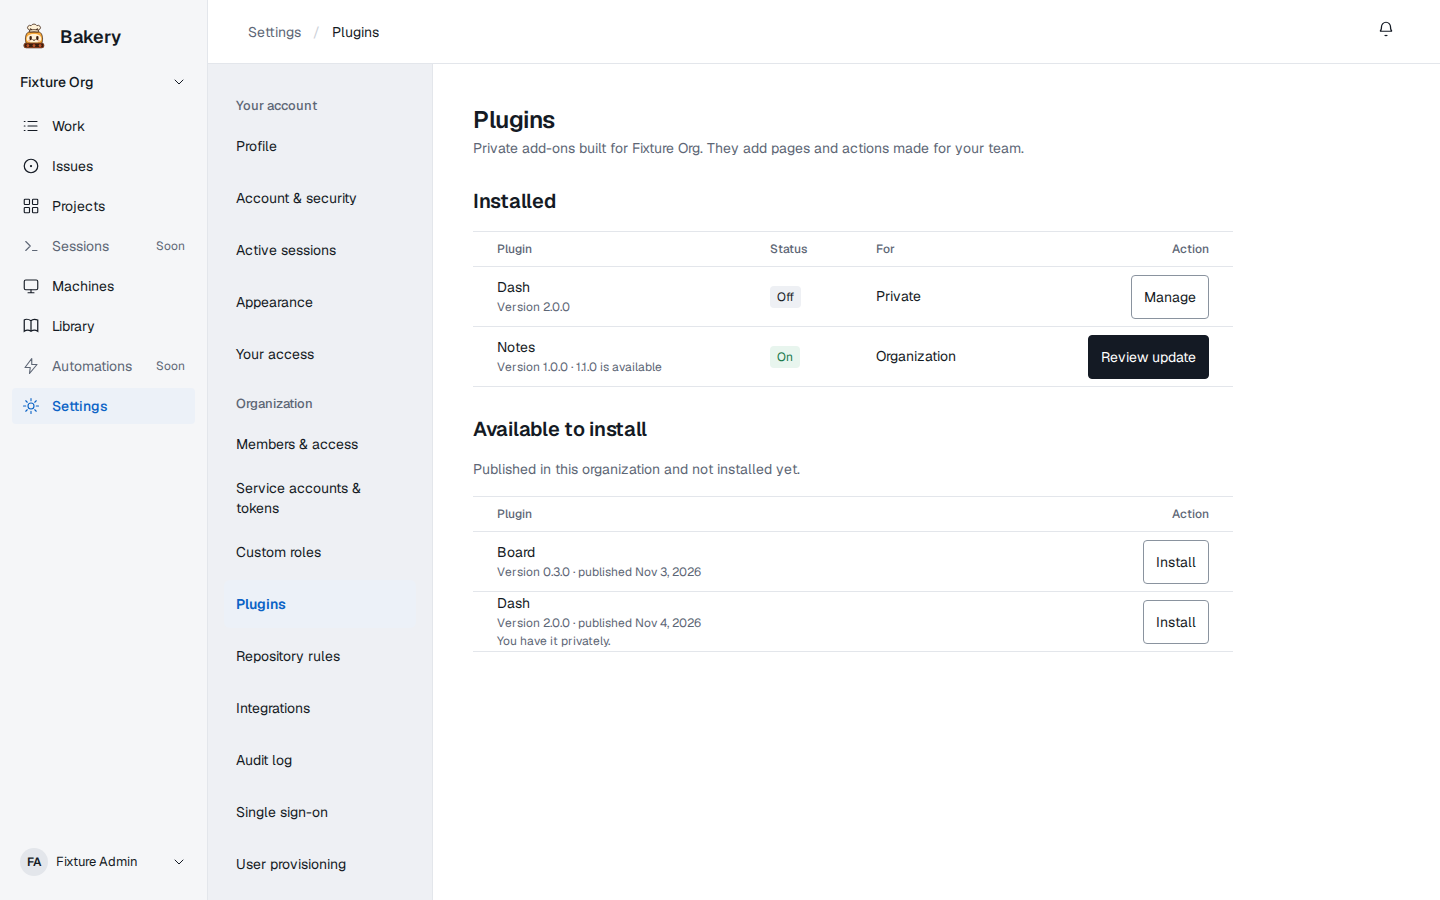 Bakery
Fixture Org
Work
Issues
Projects
Sessions Soon
Machines
Library
Automations Soon
Settings
FA Fixture Admin
Settings / Plugins
Your account
Profile
Account & security
Active sessions
Appearance
Your access
Organization
Members & access
Service accounts &
tokens
Custom roles
Plugins
Repository rules
Integrations
Audit log
Single sign-on
User provisioning
Plugins
Private add-ons built for Fixture Org. They add pages and actions made for your team.
Installed
Plugin Status For Action
Dash
Version 2.0.0
Off Private Manage
Notes
Version 1.0.0 · 1.1.0 is available
On Organization Review update
Available to install
Published in this organization and not installed yet.
Plugin Action
Board
Version 0.3.0 · published Nov 3, 2026
Install
Dash
Version 2.0.0 · published Nov 4, 2026
You have it privately.
Install